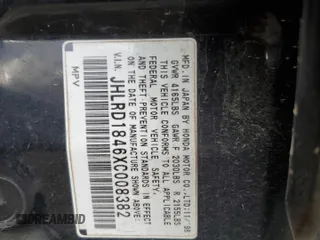 MFD. IN JAPAN BY HONDA MOTOR CO., LTD. 11/98
GVWR 4165LBS GAWR F 2030LBS R 2155LBS
THIS VEHICLE CONFORMS TO ALL APPLICABLE
FEDERAL MOTOR VEHICLE SAFETY,
AND THEFT PREVENTION STANDARDS IN EFFECT
ON THE DATE OF MANUFACTURE SHOWN ABOVE.
V.I.N. JHLRD1846XC008382
MPV
DREAMBID